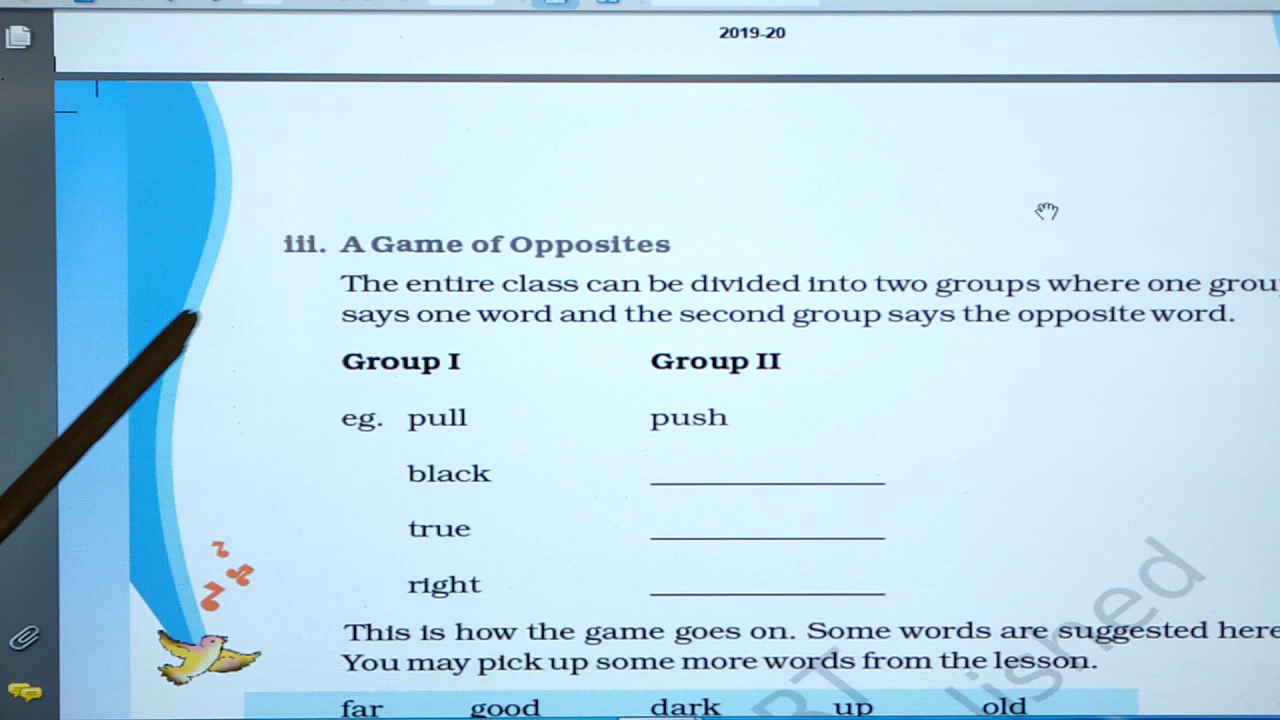 2019-20
iii. A Game of Opposites
The entire class can be divided into two groups where one grou
says one word and the second group says the opposite word.
Group I Group II
eg. pull push
black
true
right
This is how the game goes on. Some words are suggested here
You may pick up some more words from the lesson.
far good dark up old
lished